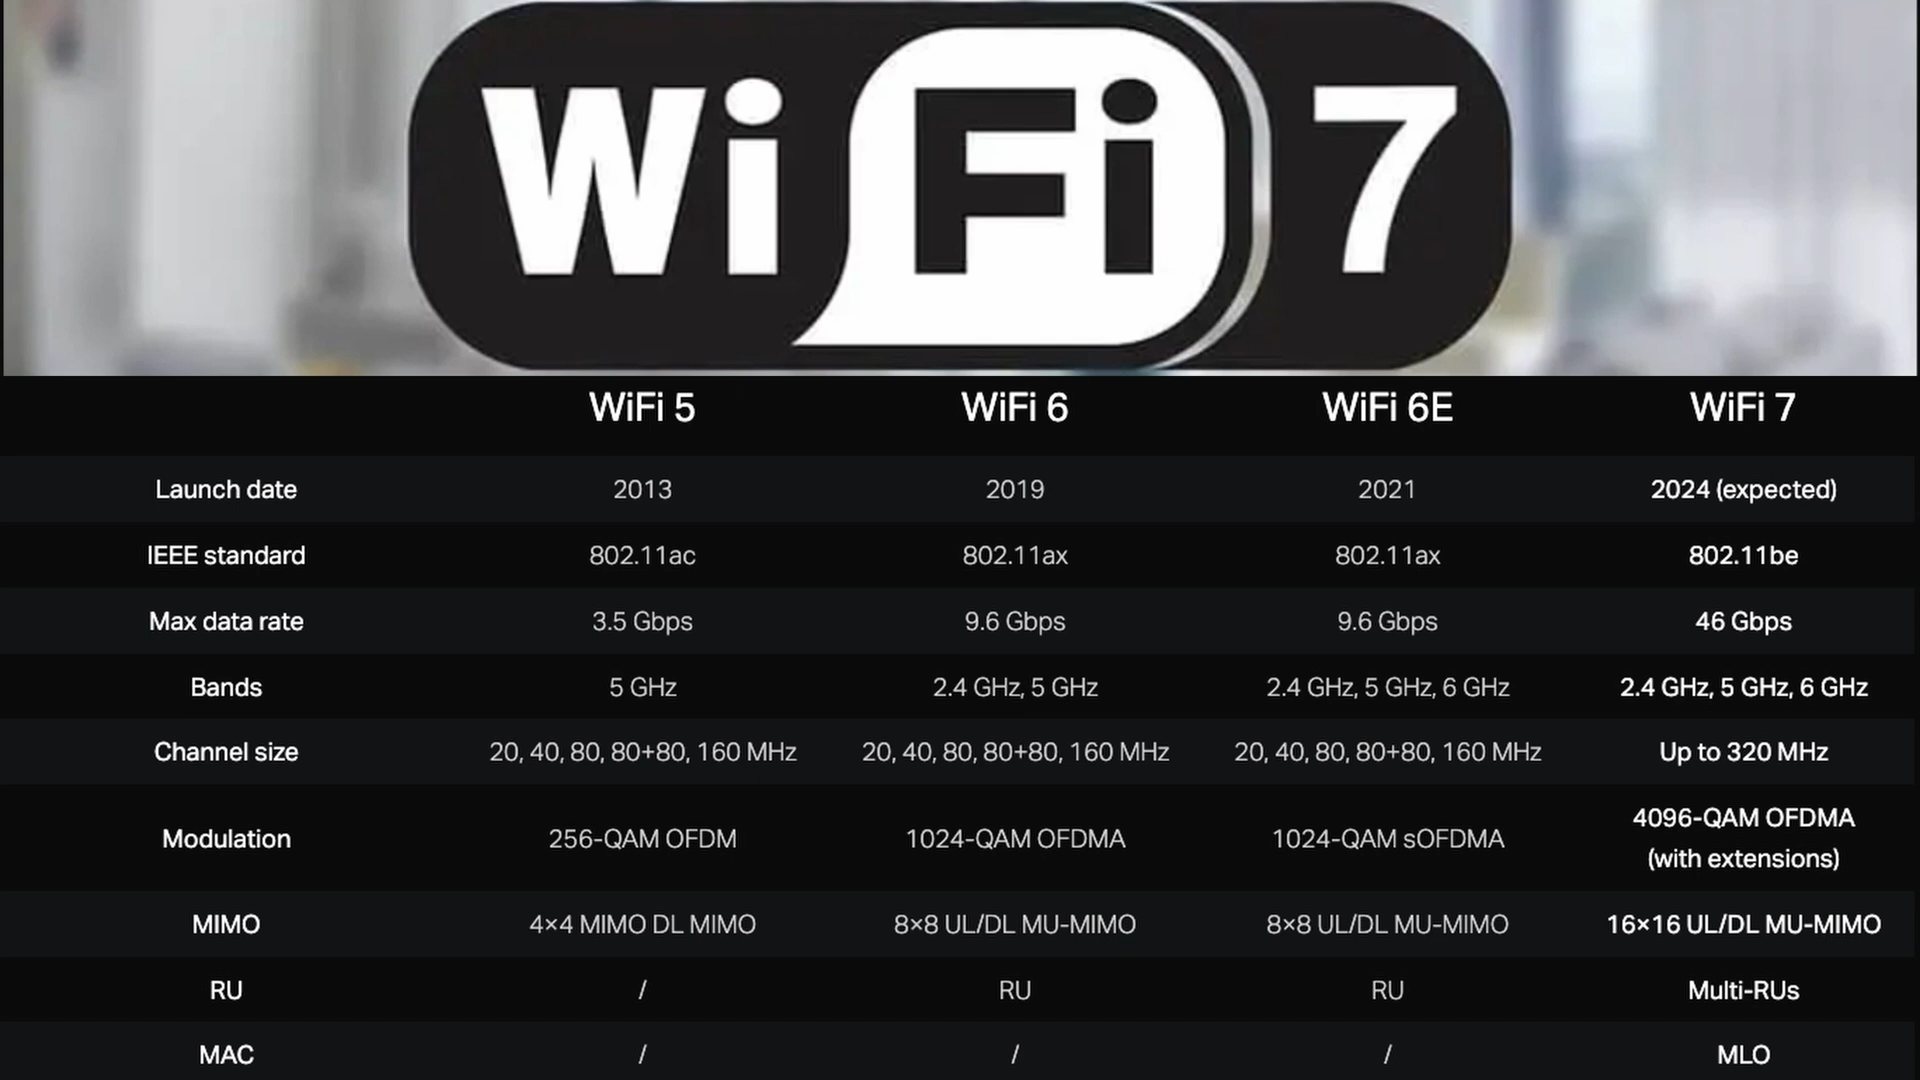 WiFi 7
WiFi 5 WiFi 6 WiFi 6E WiFi 7
Launch date 2013 2019 2021 2024 (expected)
IEEE standard 802.11ac 802.11ax 802.11ax 802.11be
Max data rate 3.5 Gbps 9.6 Gbps 9.6 Gbps 46 Gbps
Bands 5 GHz 2.4 GHz, 5 GHz 2.4 GHz, 5 GHz, 6 GHz 2.4 GHz, 5 GHz, 6 GHz
Channel size 20, 40, 80, 80+80, 160 MHz 20, 40, 80, 80+80, 160 MHz 20, 40, 80, 80+80, 160 MHz Up to 320 MHz
Modulation 256-QAM OFDM 1024-QAM OFDMA 1024-QAM sOFDMA 4096-QAM OFDMA
(with extensions)
MIMO 4×4 MIMO DL MIMO 8×8 UL/DL MU-MIMO 8×8 UL/DL MU-MIMO 16×16 UL/DL MU-MIMO
RU / RU RU Multi-RUs
MAC / / / MLO